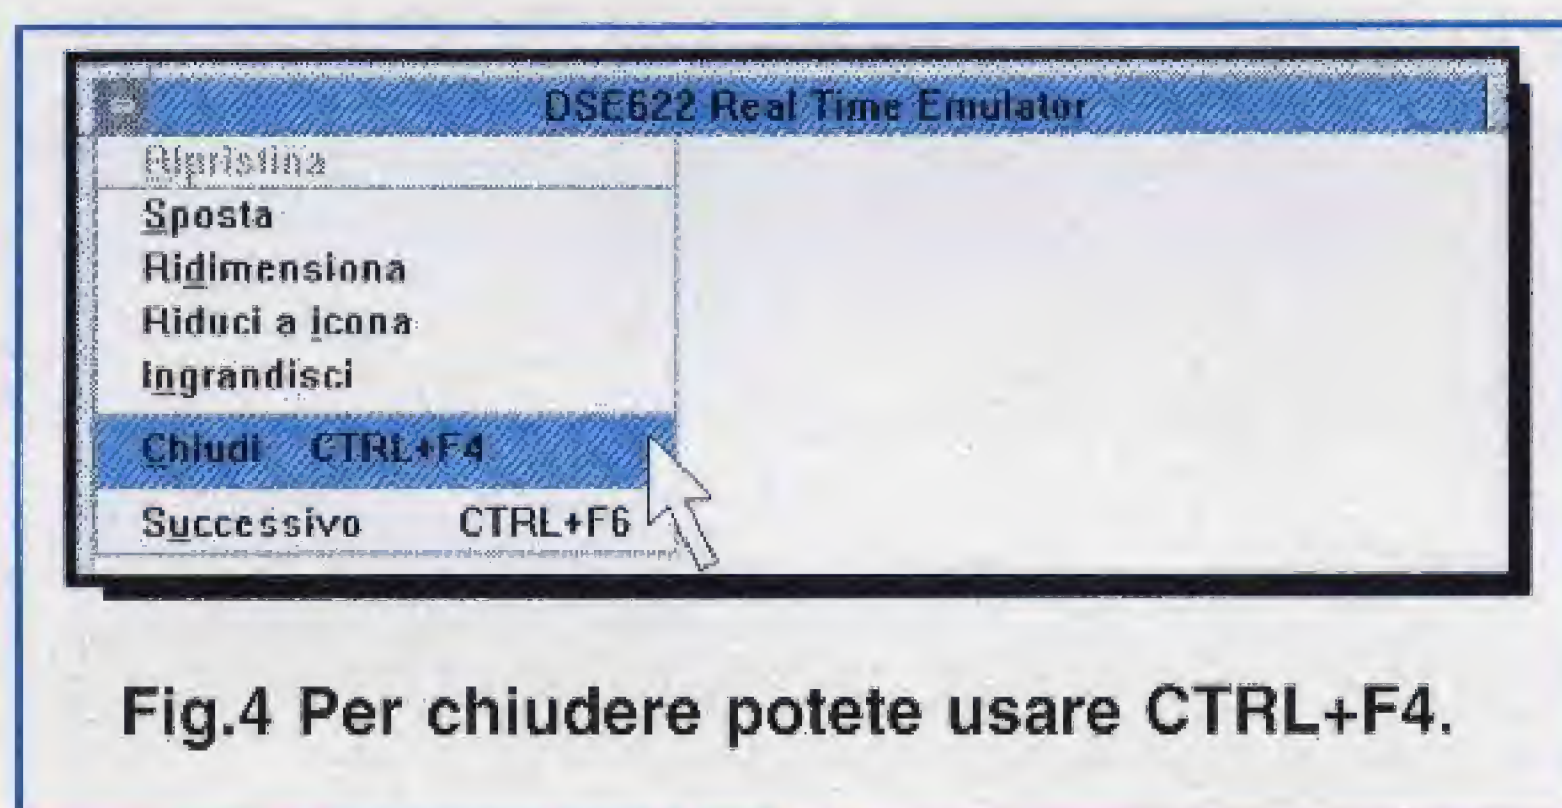 DSE622 Real Time Emulator
Ripristina
Sposta
Ridimensiona
Riduci a icona
Ingrandisci
Chiudi CTRL+F4
Successivo CTRL+F6
Fig.4 Per chiudere potete usare CTRL+F4.